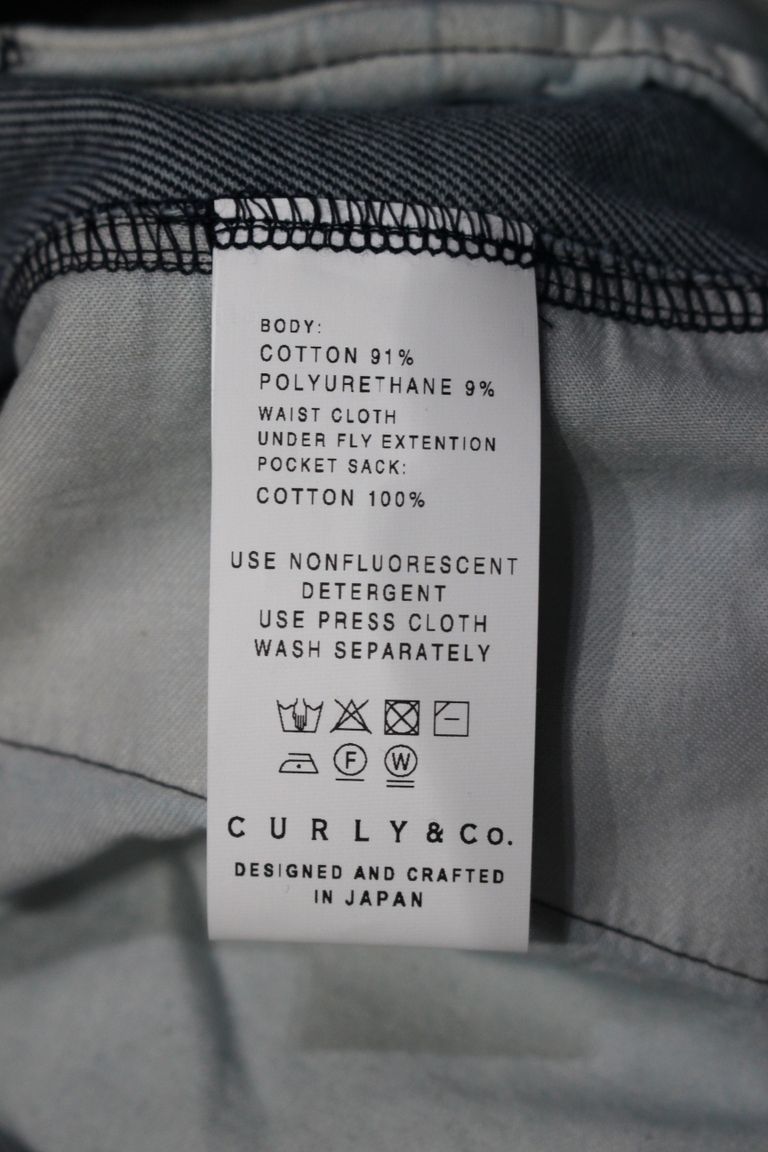 BODY:
COTTON 91%
POLYURETHANE 9%
WAIST CLOTH
UNDER FLY EXTENTION
POCKET SACK:
COTTON 100%
USE NONFLUORESCENT
DETERGENT
USE PRESS CLOTH
WASH SEPARATELY
F W
CURLY & Co.
DESIGNED AND CRAFTED
IN JAPAN